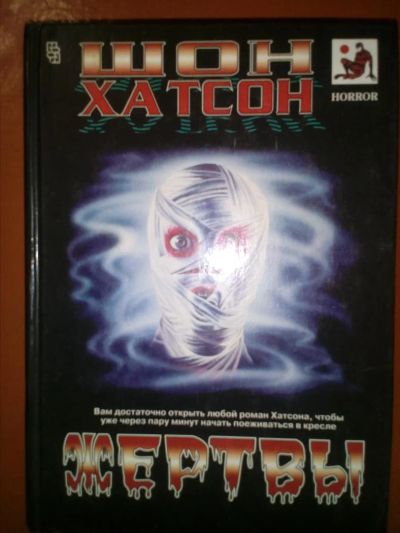 ШОН
ХАТСОН
HORROR
Вам достаточно открыть любой роман Хатсона, чтобы
уже через пару минут начать поеживаться в кресле
ЖЕРТВЫ